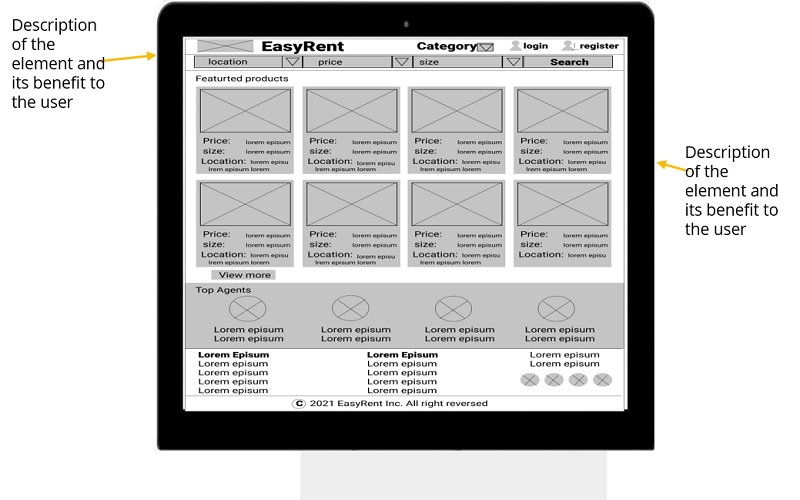 Description
of the
element and
its benefit to
the user
EasyRent
Category
login
register
location
price
size
Search
Featurted products
Price: lorem episum
size: lorem episum
Location: lorem episu
lrem episum lorem
Price: lorem episum
size: lorem episum
Location: lorem episu
lrem episum lorem
Price: lorem episum
size: lorem episum
Location: lorem episu
lrem episum lorem
Price: lorem episum
size: lorem episum
Location: lorem episu
lrem episum lorem
Price: lorem episum
size: lorem episum
Location: lorem episu
lrem episum lorem
Price: lorem episum
size: lorem episum
Location: lorem episu
lrem episum lorem
Price: lorem episum
size: lorem episum
Location: lorem episu
lrem episum lorem
Price: lorem episum
size: lorem episum
Location: lorem episu
lrem episum lorem
View more
Top Agents
Lorem episum
Lorem episum
Lorem episum
Lorem episum
Lorem episum
Lorem episum
Lorem episum
Lorem episum
Lorem Episum
Lorem episum
Lorem episum
Lorem episum
Lorem episum
Lorem Episum
Lorem episum
Lorem episum
Lorem episum
Lorem episum
Lorem episum
Lorem episum
© 2021 EasyRent Inc. All right reversed
Description
of the
element and
its benefit to
the user